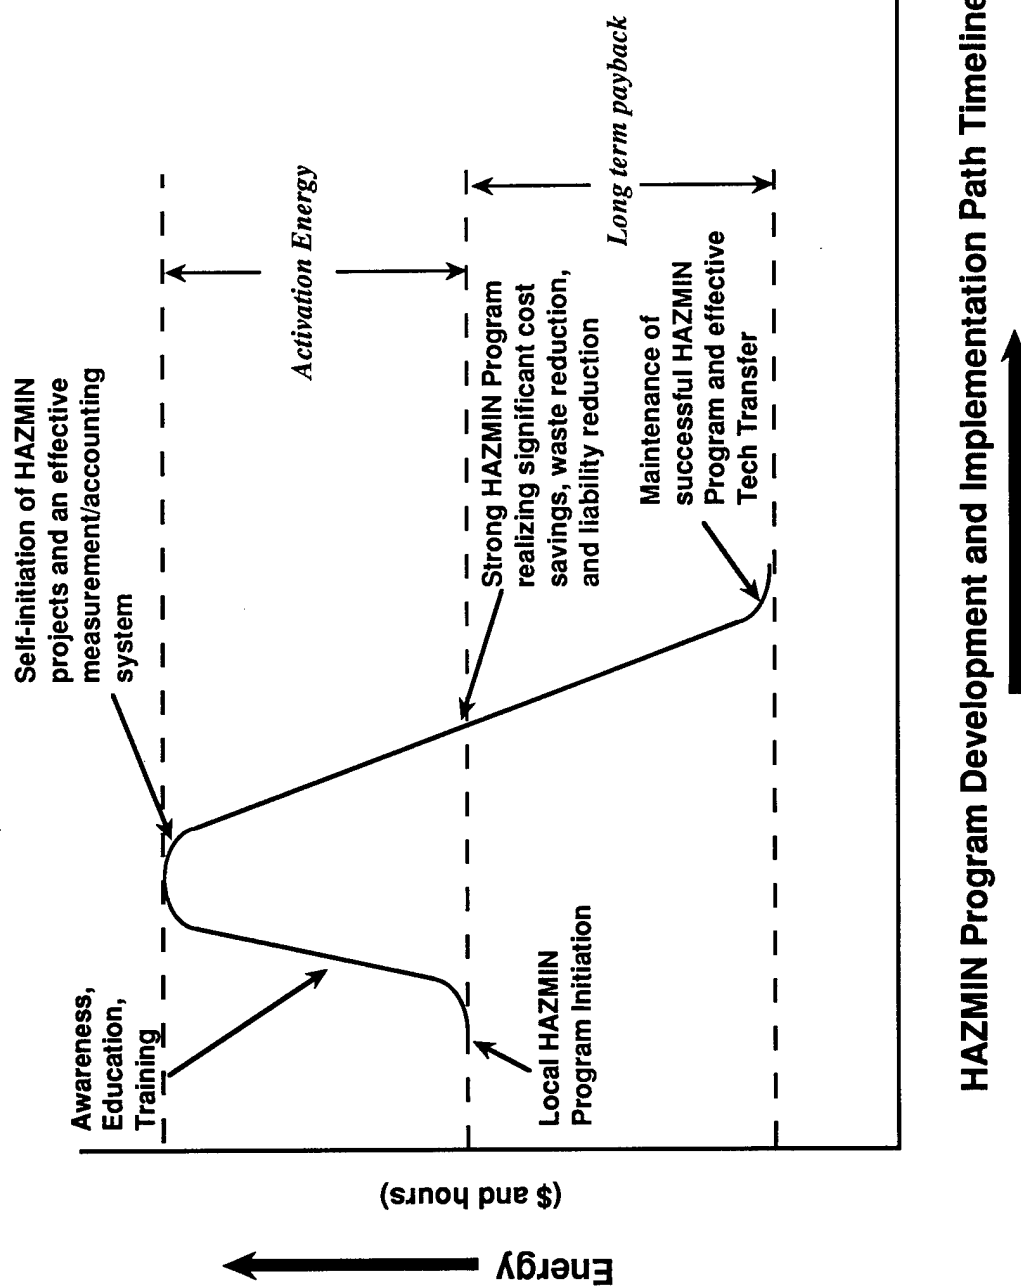 Self-initiation of HAZMIN
projects and an effective
measurement/accounting
system
Awareness,
Education,
Training
Activation Energy
Long term payback
Strong HAZMIN Program
realizing significant cost
savings, waste reduction,
and liability reduction
Maintenance of
successful HAZMIN
Program and effective
Tech Transfer
Local HAZMIN
Program Initiation
Energy
($ and hours)
HAZMIN Program Development and Implementation Path Timeline